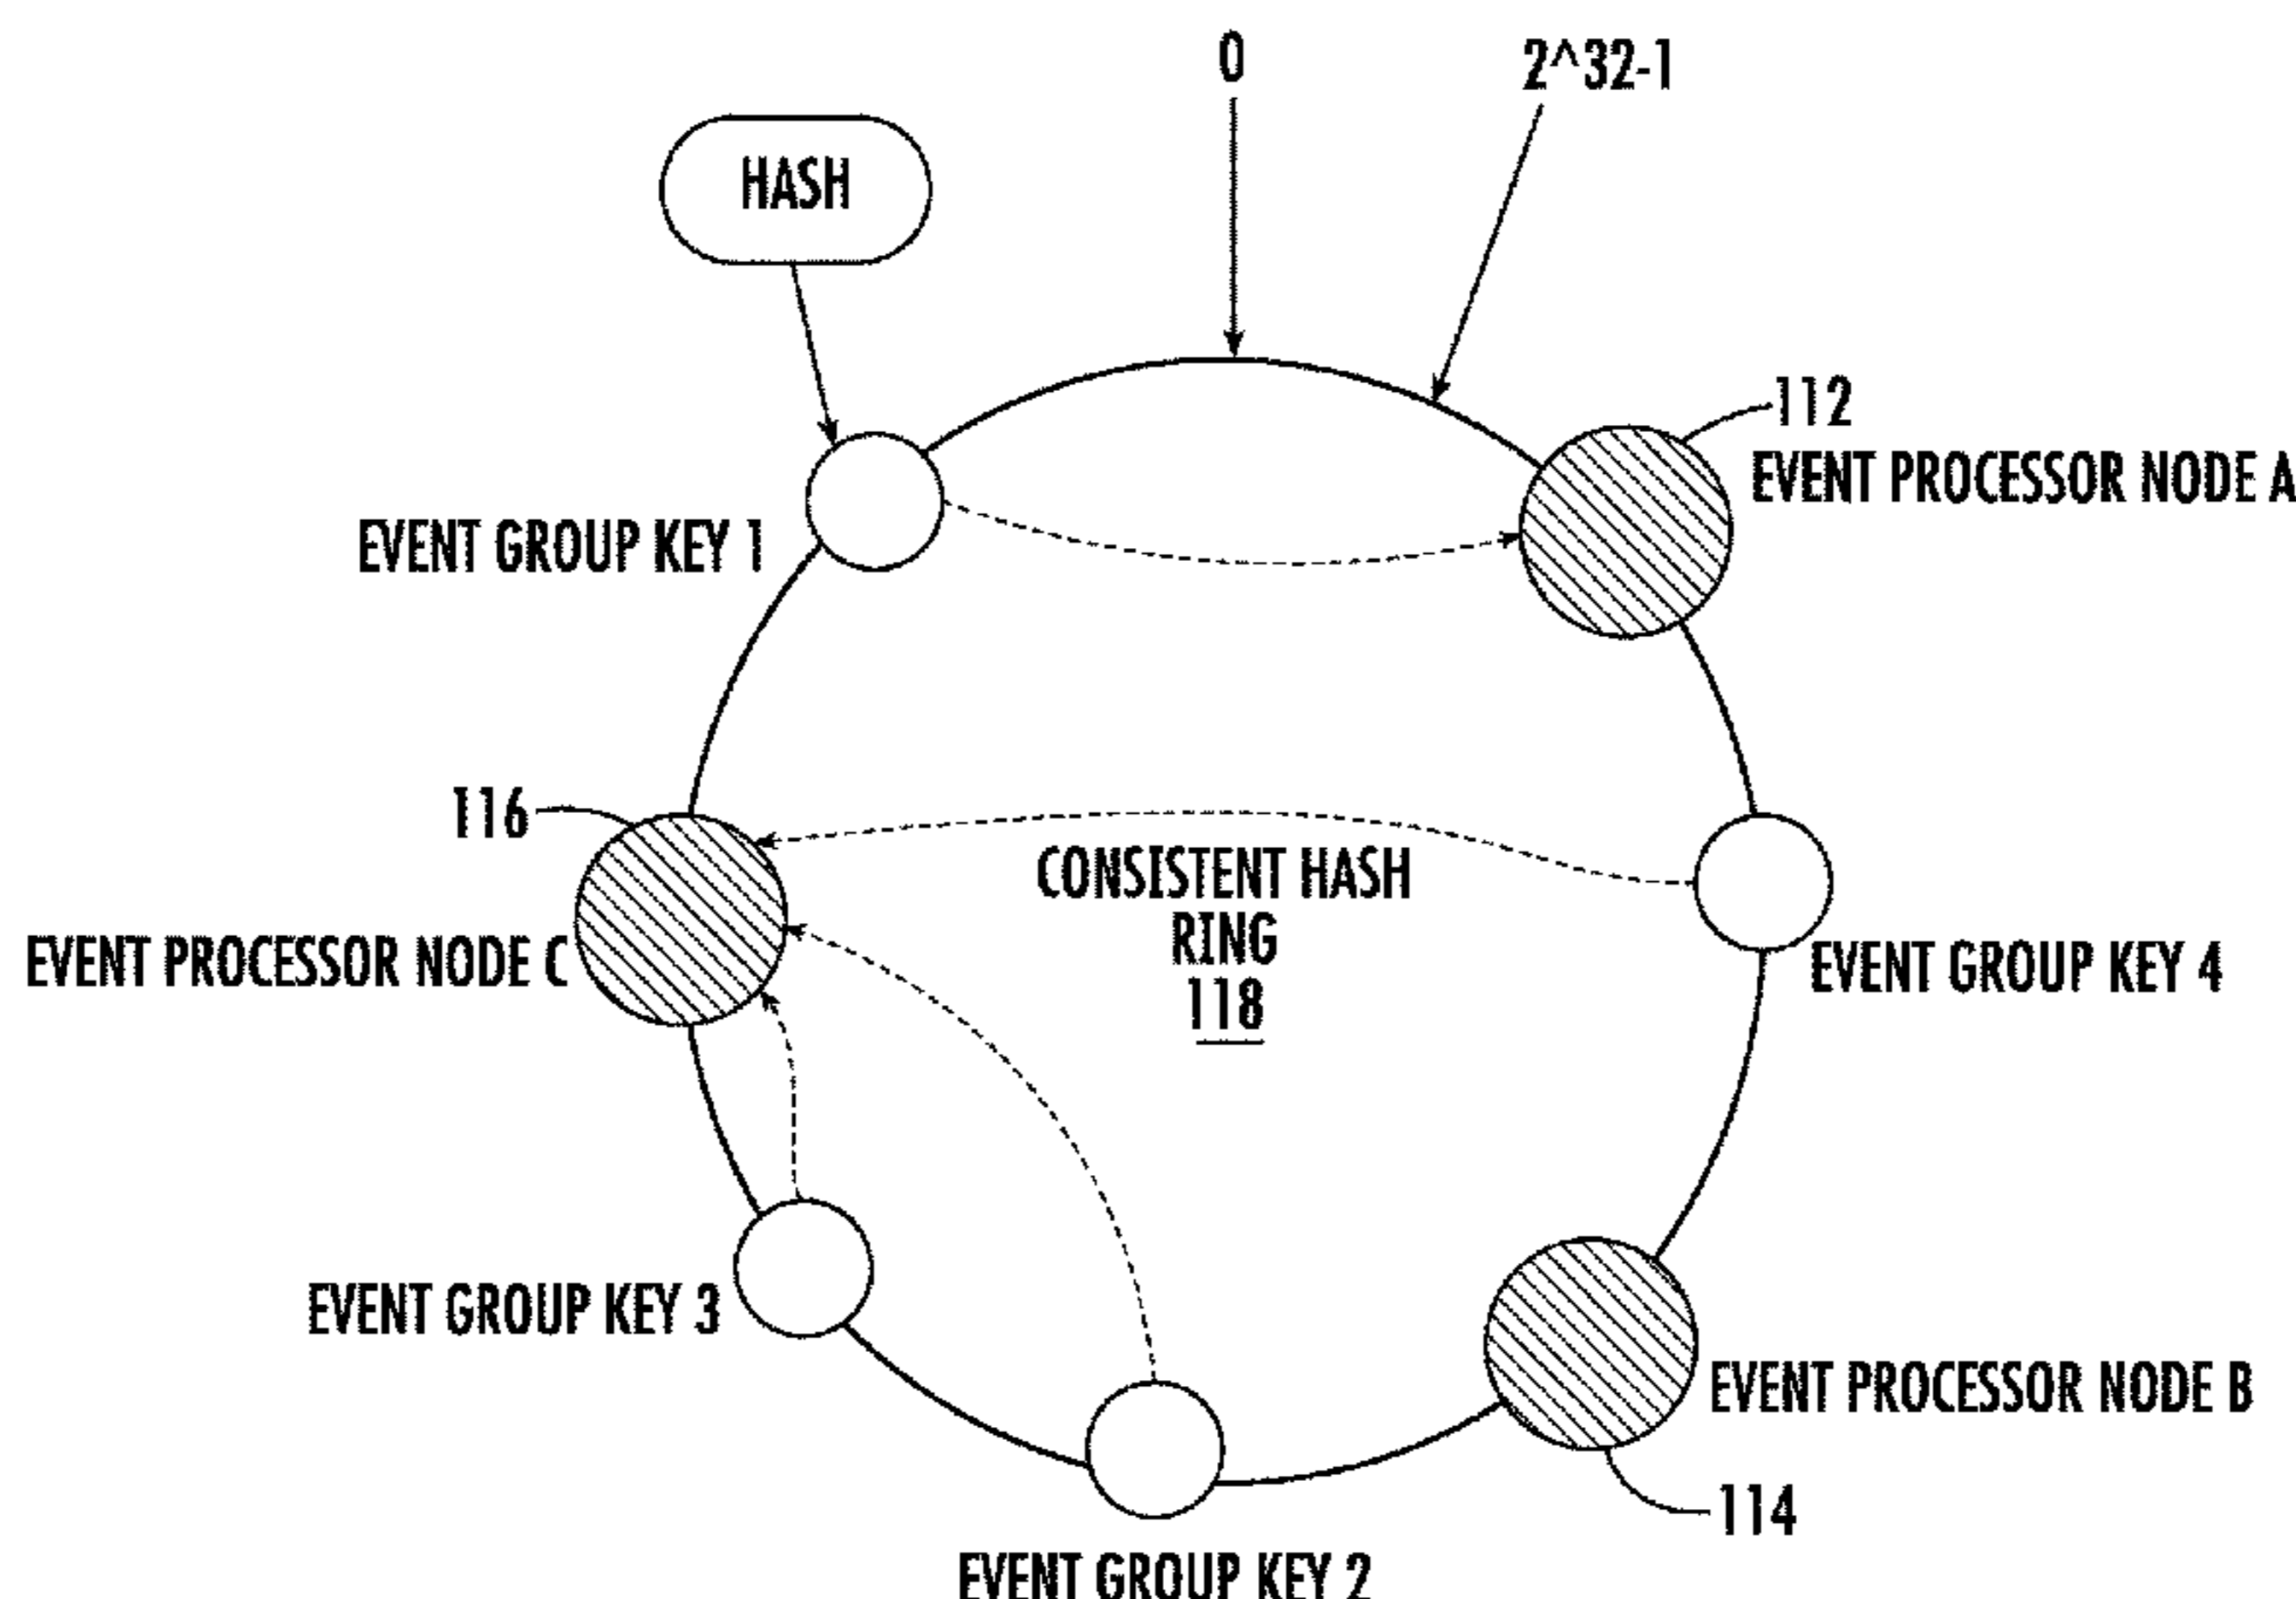 0
2^32-1
HASH
112
EVENT PROCESSOR NODE A
EVENT GROUP KEY 1
116
CONSISTENT HASH
RING
118
EVENT PROCESSOR NODE C
EVENT GROUP KEY 4
EVENT GROUP KEY 3
EVENT PROCESSOR NODE B
114
EVENT GROUP KEY 2